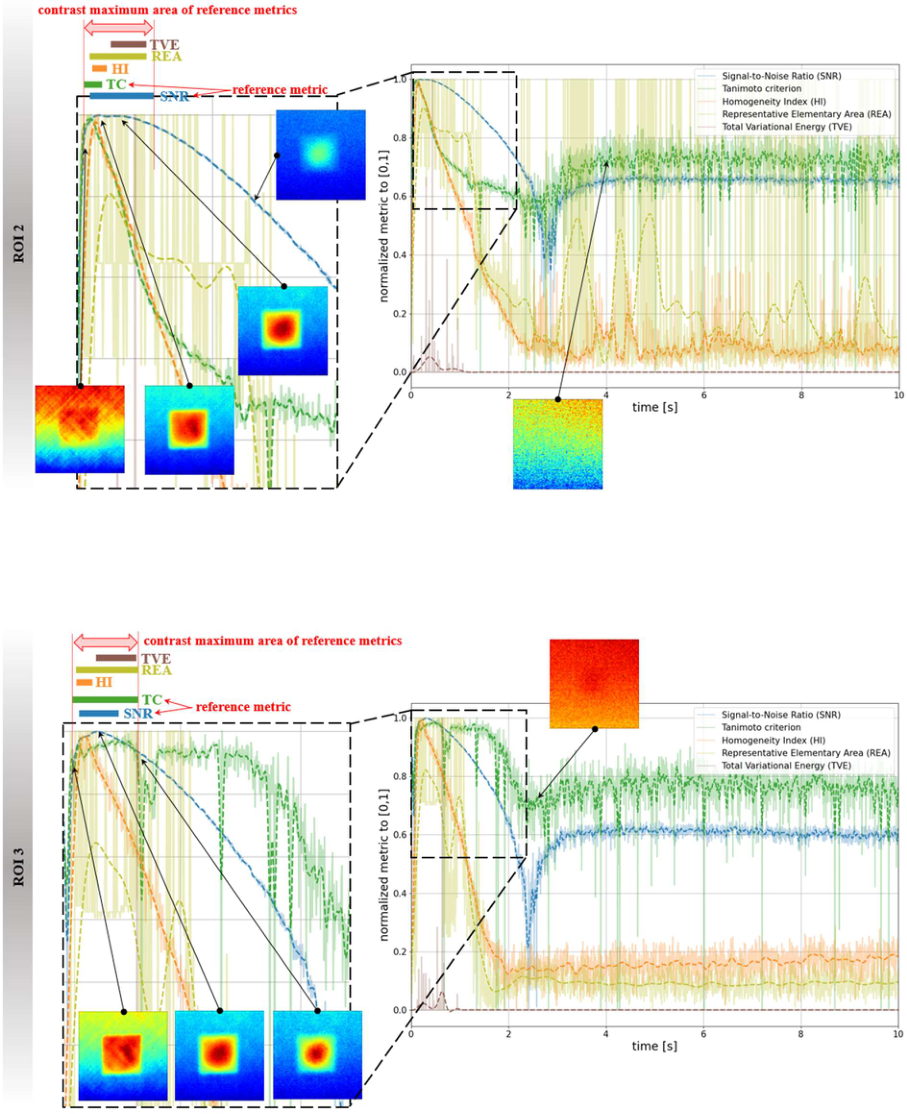 contrast maximum area of reference metrics
TVE
REA
HI
TC
reference metric
SNR
ROI 2
normalized metric to [0,1]
1.0
0.8
0.6
0.4
0.2
0.0
Signal-to-Noise Ratio (SNR)
Tanimoto criterion
Homogeneity Index (HI)
Representative Elementary Area (REA)
Total Variational Energy (TVE)
0 2 4 6 8 10
time [s]
contrast maximum area of reference metrics
TVE
REA
HI
TC
reference metric
SNR
ROI 3
normalized metric to [0,1]
1.0
0.8
0.6
0.4
0.2
0.0
Signal-to-Noise Ratio (SNR)
Tanimoto criterion
Homogeneity Index (HI)
Representative Elementary Area (REA)
Total Variational Energy (TVE)
0 2 4 6 8 10
time [s]